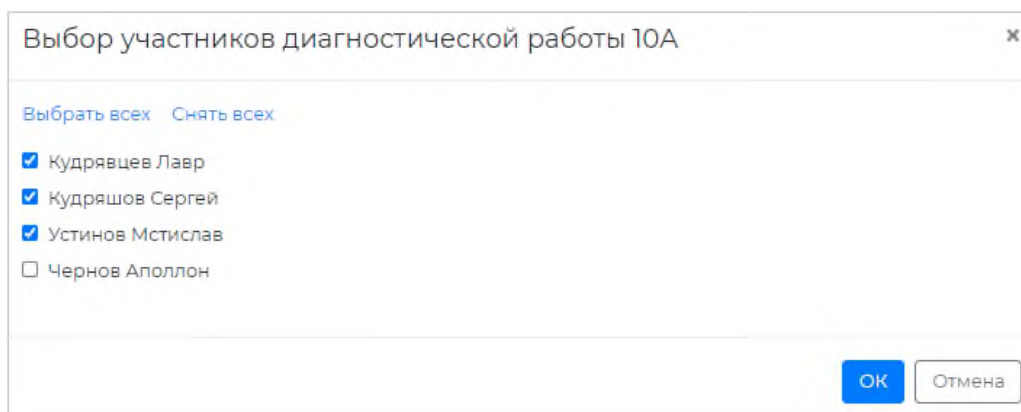 Выбор участников диагностической работы 10А
Выбрать всех Снять всех
Кудрявцев Лавр
Кудряшов Сергей
Устинов Мстислав
Чернов Аполлон
ОК Отмена